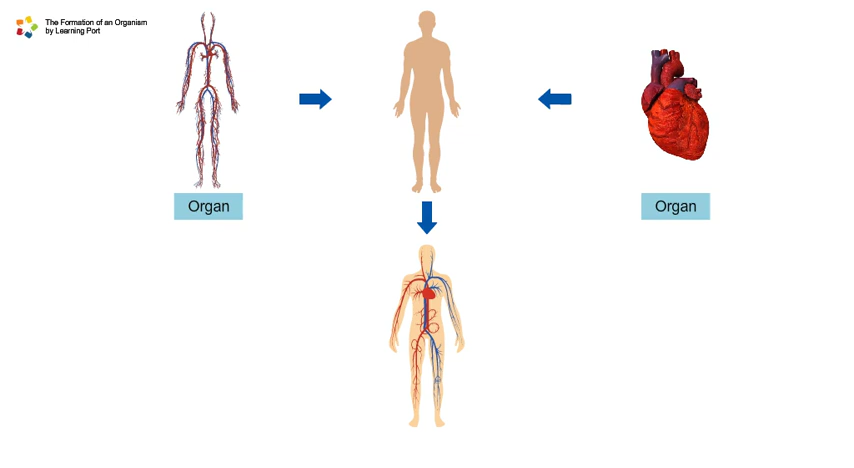 The Formation of an Organism
by Learning Port
Organ
Organ